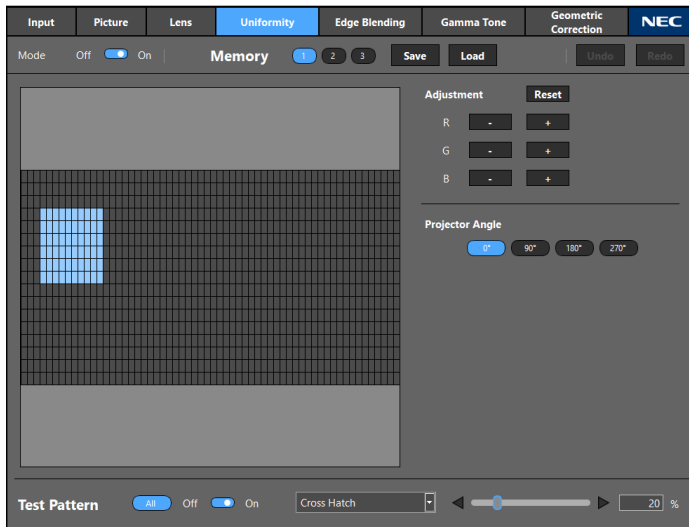 Input Picture Lens Uniformity Edge Blending Gamma Tone Geometric Correction NEC
Mode Off On Memory 1 2 3 Save Load Undo Redo
Adjustment Reset
R - +
G - +
B - +
Projector Angle
0° 90° 180° 270°
Test Pattern All Off On Cross Hatch 20 %